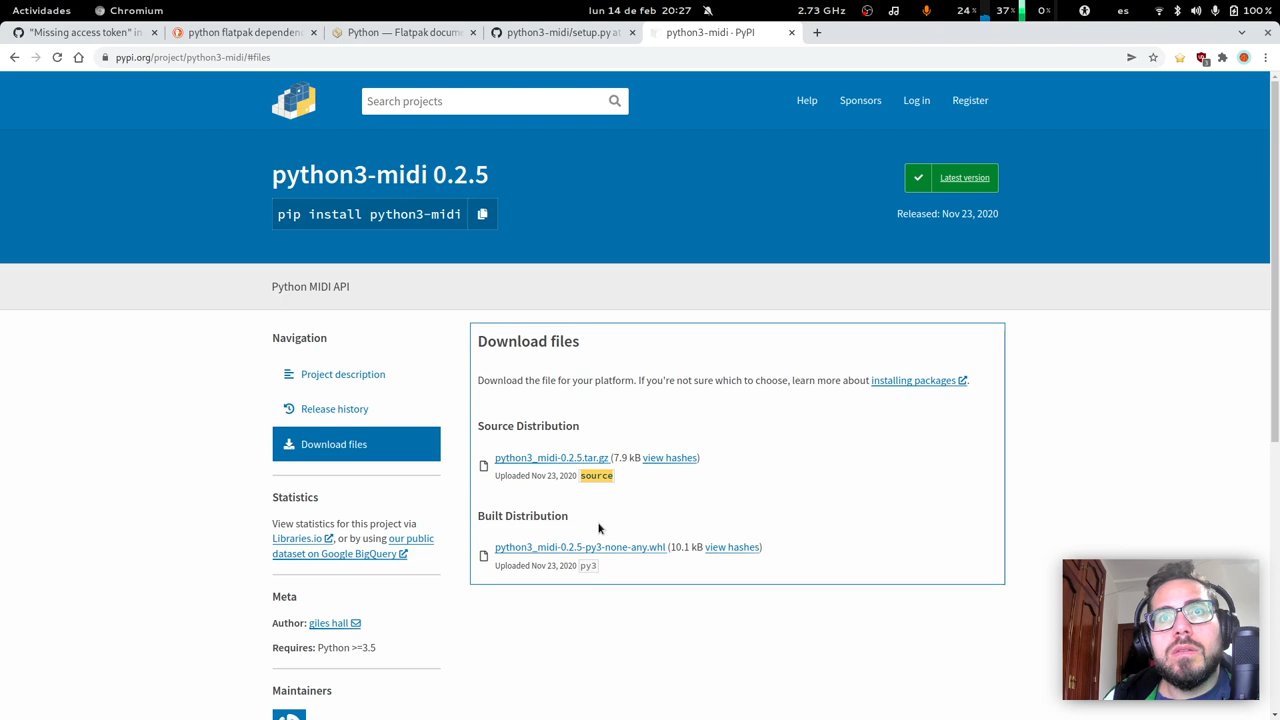 Actividades
Chromium
lun 14 de feb 20:27
2.73 GHz
24 %
37 %
0 %
es
100 %
"Missing access token" in
python flatpak dependenc
Python — Flatpak docume
python3-midi/setup.py at
python3-midi · PyPI
pypi.org/project/python3-midi/#files
Search projects
Help
Sponsors
Log in
Register
python3-midi 0.2.5
Latest version
pip install python3-midi
Released: Nov 23, 2020
Python MIDI API
Navigation
Project description
Release history
Download files
Statistics
View statistics for this project via
Libraries.io, or by using our public
dataset on Google BigQuery
Meta
Author: giles hall
Requires: Python >=3.5
Maintainers
Download files
Download the file for your platform. If you're not sure which to choose, learn more about installing packages.
Source Distribution
python3_midi-0.2.5.tar.gz (7.9 kB view hashes)
Uploaded Nov 23, 2020 source
Built Distribution
python3_midi-0.2.5-py3-none-any.whl (10.1 kB view hashes)
Uploaded Nov 23, 2020 py3